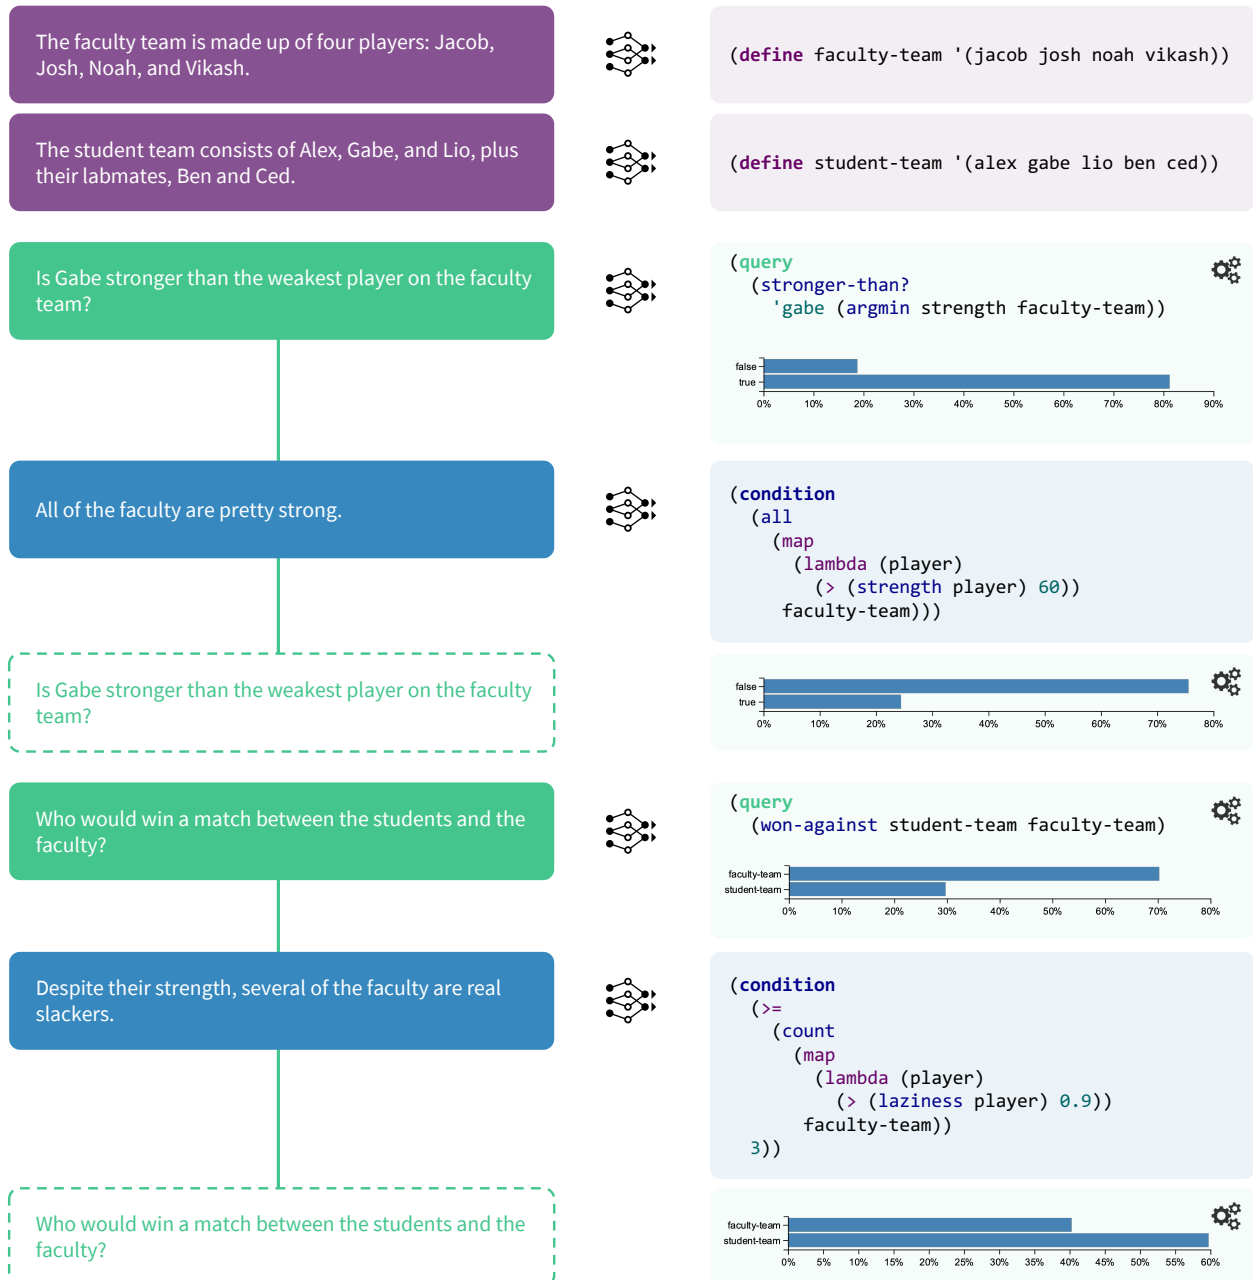 The faculty team is made up of four players: Jacob,
Josh, Noah, and Vikash.
(define faculty-team '(jacob josh noah vikash))
The student team consists of Alex, Gabe, and Lio, plus
their labmates, Ben and Ced.
(define student-team '(alex gabe lio ben ced))
Is Gabe stronger than the weakest player on the faculty
team?
(query
(stronger-than?
'gabe (argmin strength faculty-team))
false
true
0% 10% 20% 30% 40% 50% 60% 70% 80% 90%
All of the faculty are pretty strong.
(condition
(all
(map
(lambda (player)
(> (strength player) 60))
faculty-team)))
Is Gabe stronger than the weakest player on the faculty
team?
false
true
0% 10% 20% 30% 40% 50% 60% 70% 80%
Who would win a match between the students and the
faculty?
(query
(won-against student-team faculty-team)
faculty-team
student-team
0% 10% 20% 30% 40% 50% 60% 70% 80%
Despite their strength, several of the faculty are real
slackers.
(condition
(>=
(count
(map
(lambda (player)
(> (laziness player) 0.9))
faculty-team))
3))
Who would win a match between the students and the
faculty?
faculty-team
student-team
0% 5% 10% 15% 20% 25% 30% 35% 40% 45% 50% 55% 60%